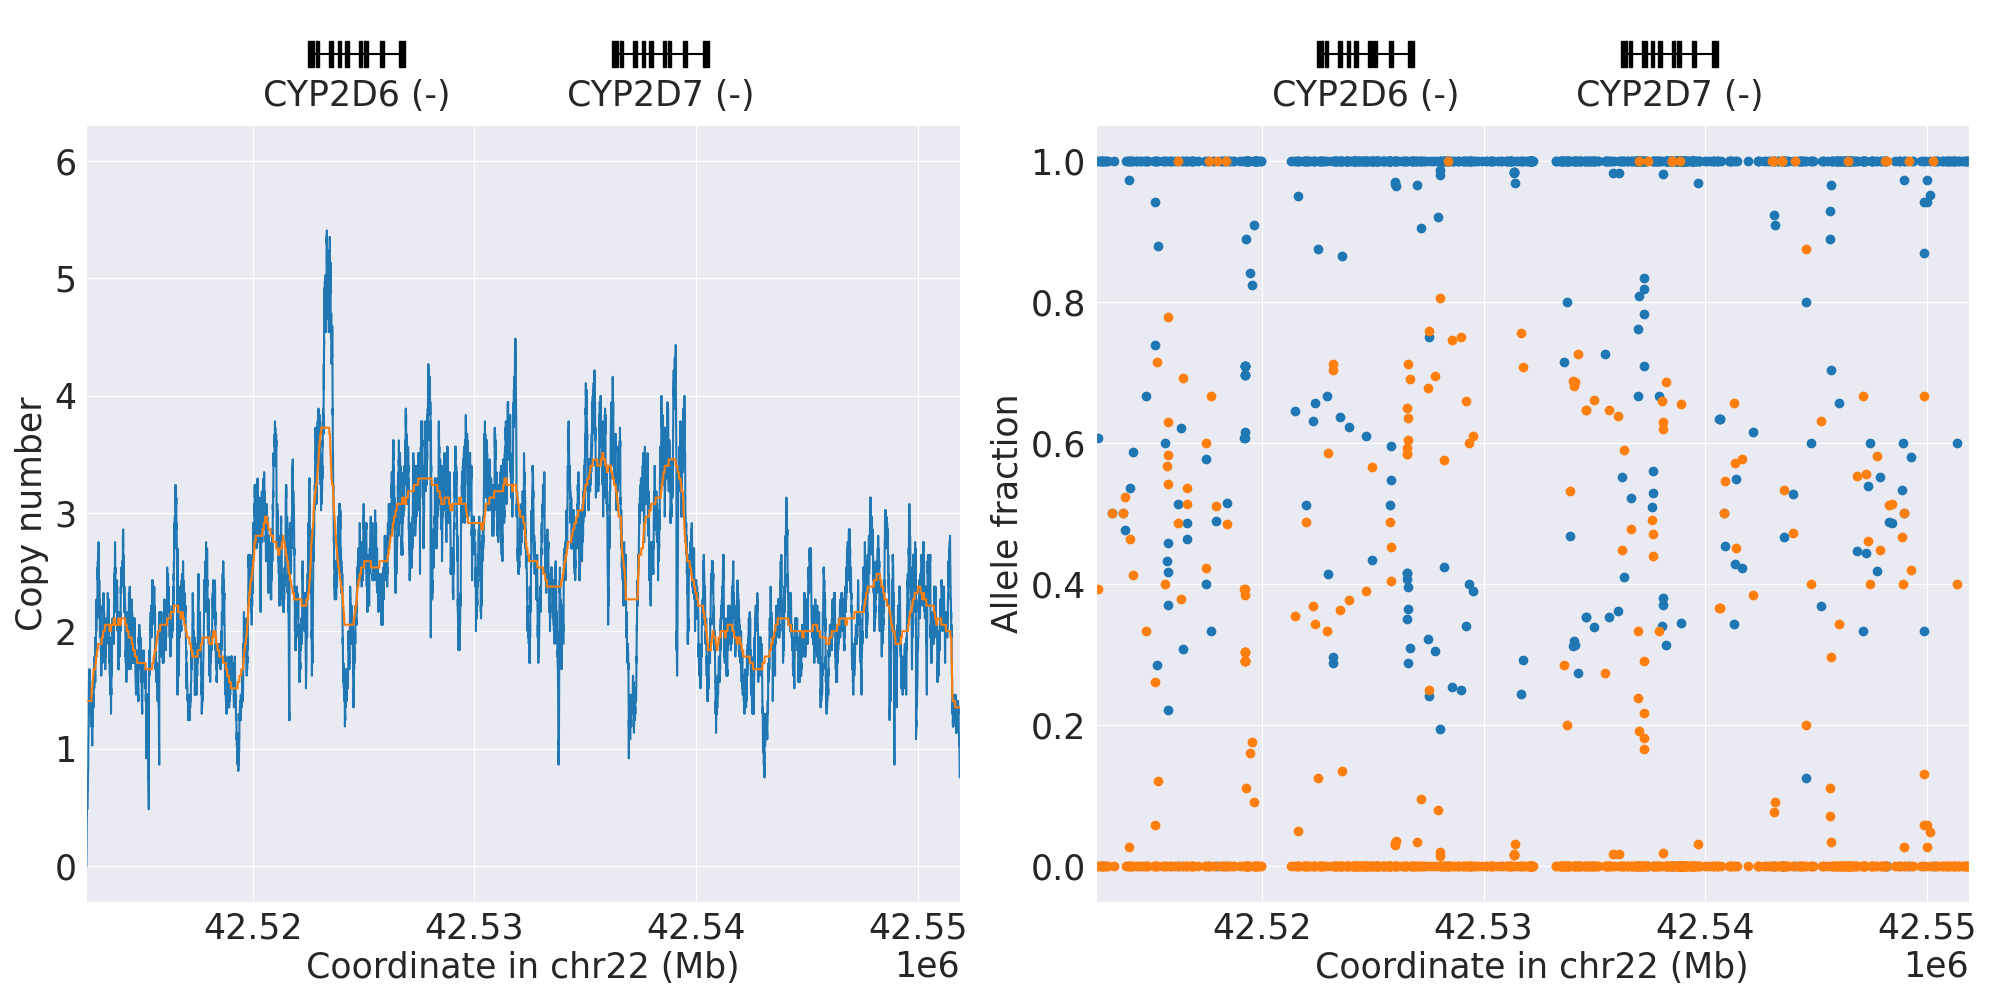 CYP2D6 (-) CYP2D7 (-)
6
5
4
3
2
1
0
Copy number
42.52 42.53 42.54 42.55
Coordinate in chr22 (Mb)
1e6
CYP2D6 (-) CYP2D7 (-)
1.0
0.8
0.6
0.4
0.2
0.0
Allele fraction
42.52 42.53 42.54 42.55
Coordinate in chr22 (Mb)
1e6